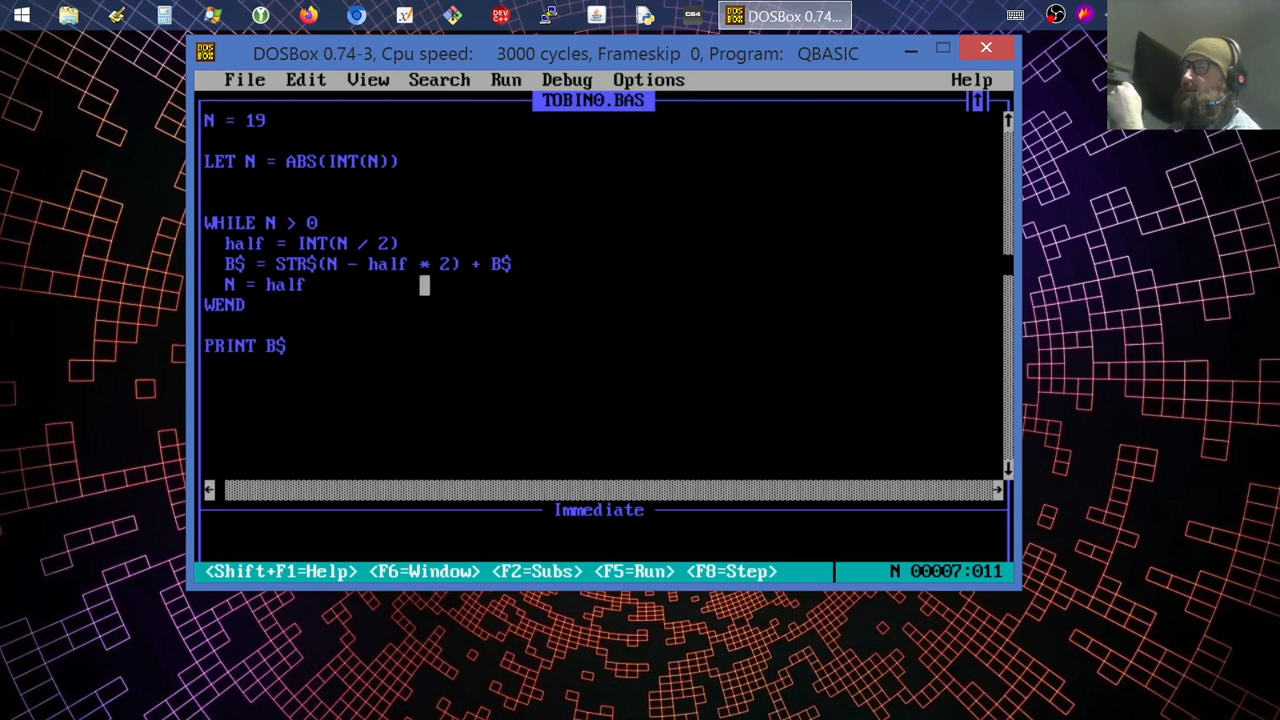 DEV C++
CS4
DOSBox 0.74...
DOSBox 0.74-3, Cpu speed: 3000 cycles, Frameskip 0, Program: QBASIC
File Edit View Search Run Debug Options Help
TOBIN0.BAS
N = 19
LET N = ABS(INT(N))
WHILE N > 0
half = INT(N / 2)
B$ = STR$(N - half * 2) + B$
N = half
WEND
PRINT B$
Immediate
<Shift+F1=Help> <F6=Window> <F2=Subs> <F5=Run> <F8=Step> N 00007:011